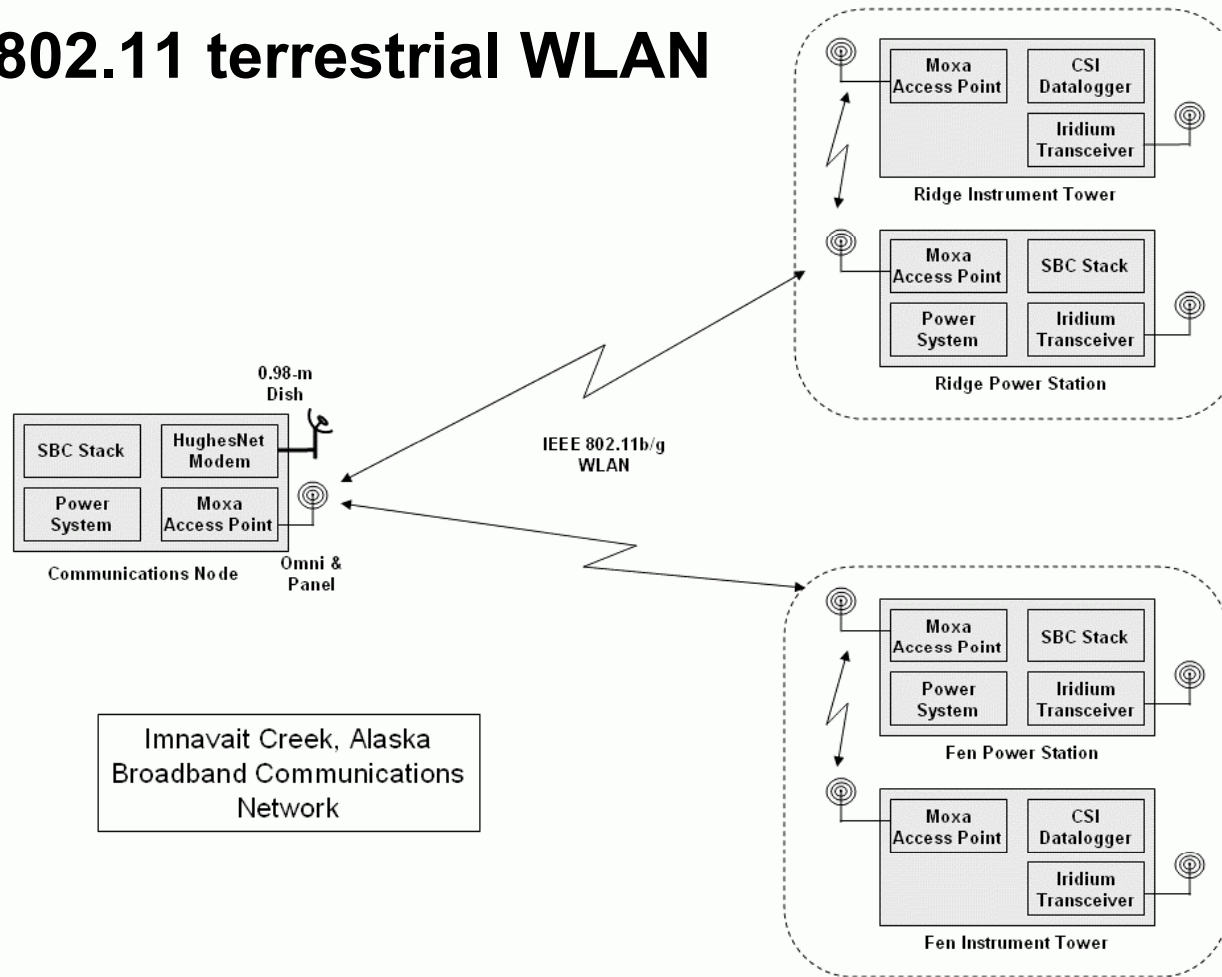 802.11 terrestrial WLAN
Moxa
Access Point
CSI
Datalogger
Iridium
Transceiver
Ridge Instrument Tower
Moxa
Access Point
SBC Stack
Power
System
Iridium
Transceiver
Ridge Power Station
0.98-m
Dish
SBC Stack
HughesNet
Modem
Power
System
Moxa
Access Point
Communications Node
Omni &
Panel
IEEE 802.11b/g
WLAN
Moxa
Access Point
SBC Stack
Power
System
Iridium
Transceiver
Fen Power Station
Moxa
Access Point
CSI
Datalogger
Iridium
Transceiver
Fen Instrument Tower
Imnavait Creek, Alaska
Broadband Communications
Network